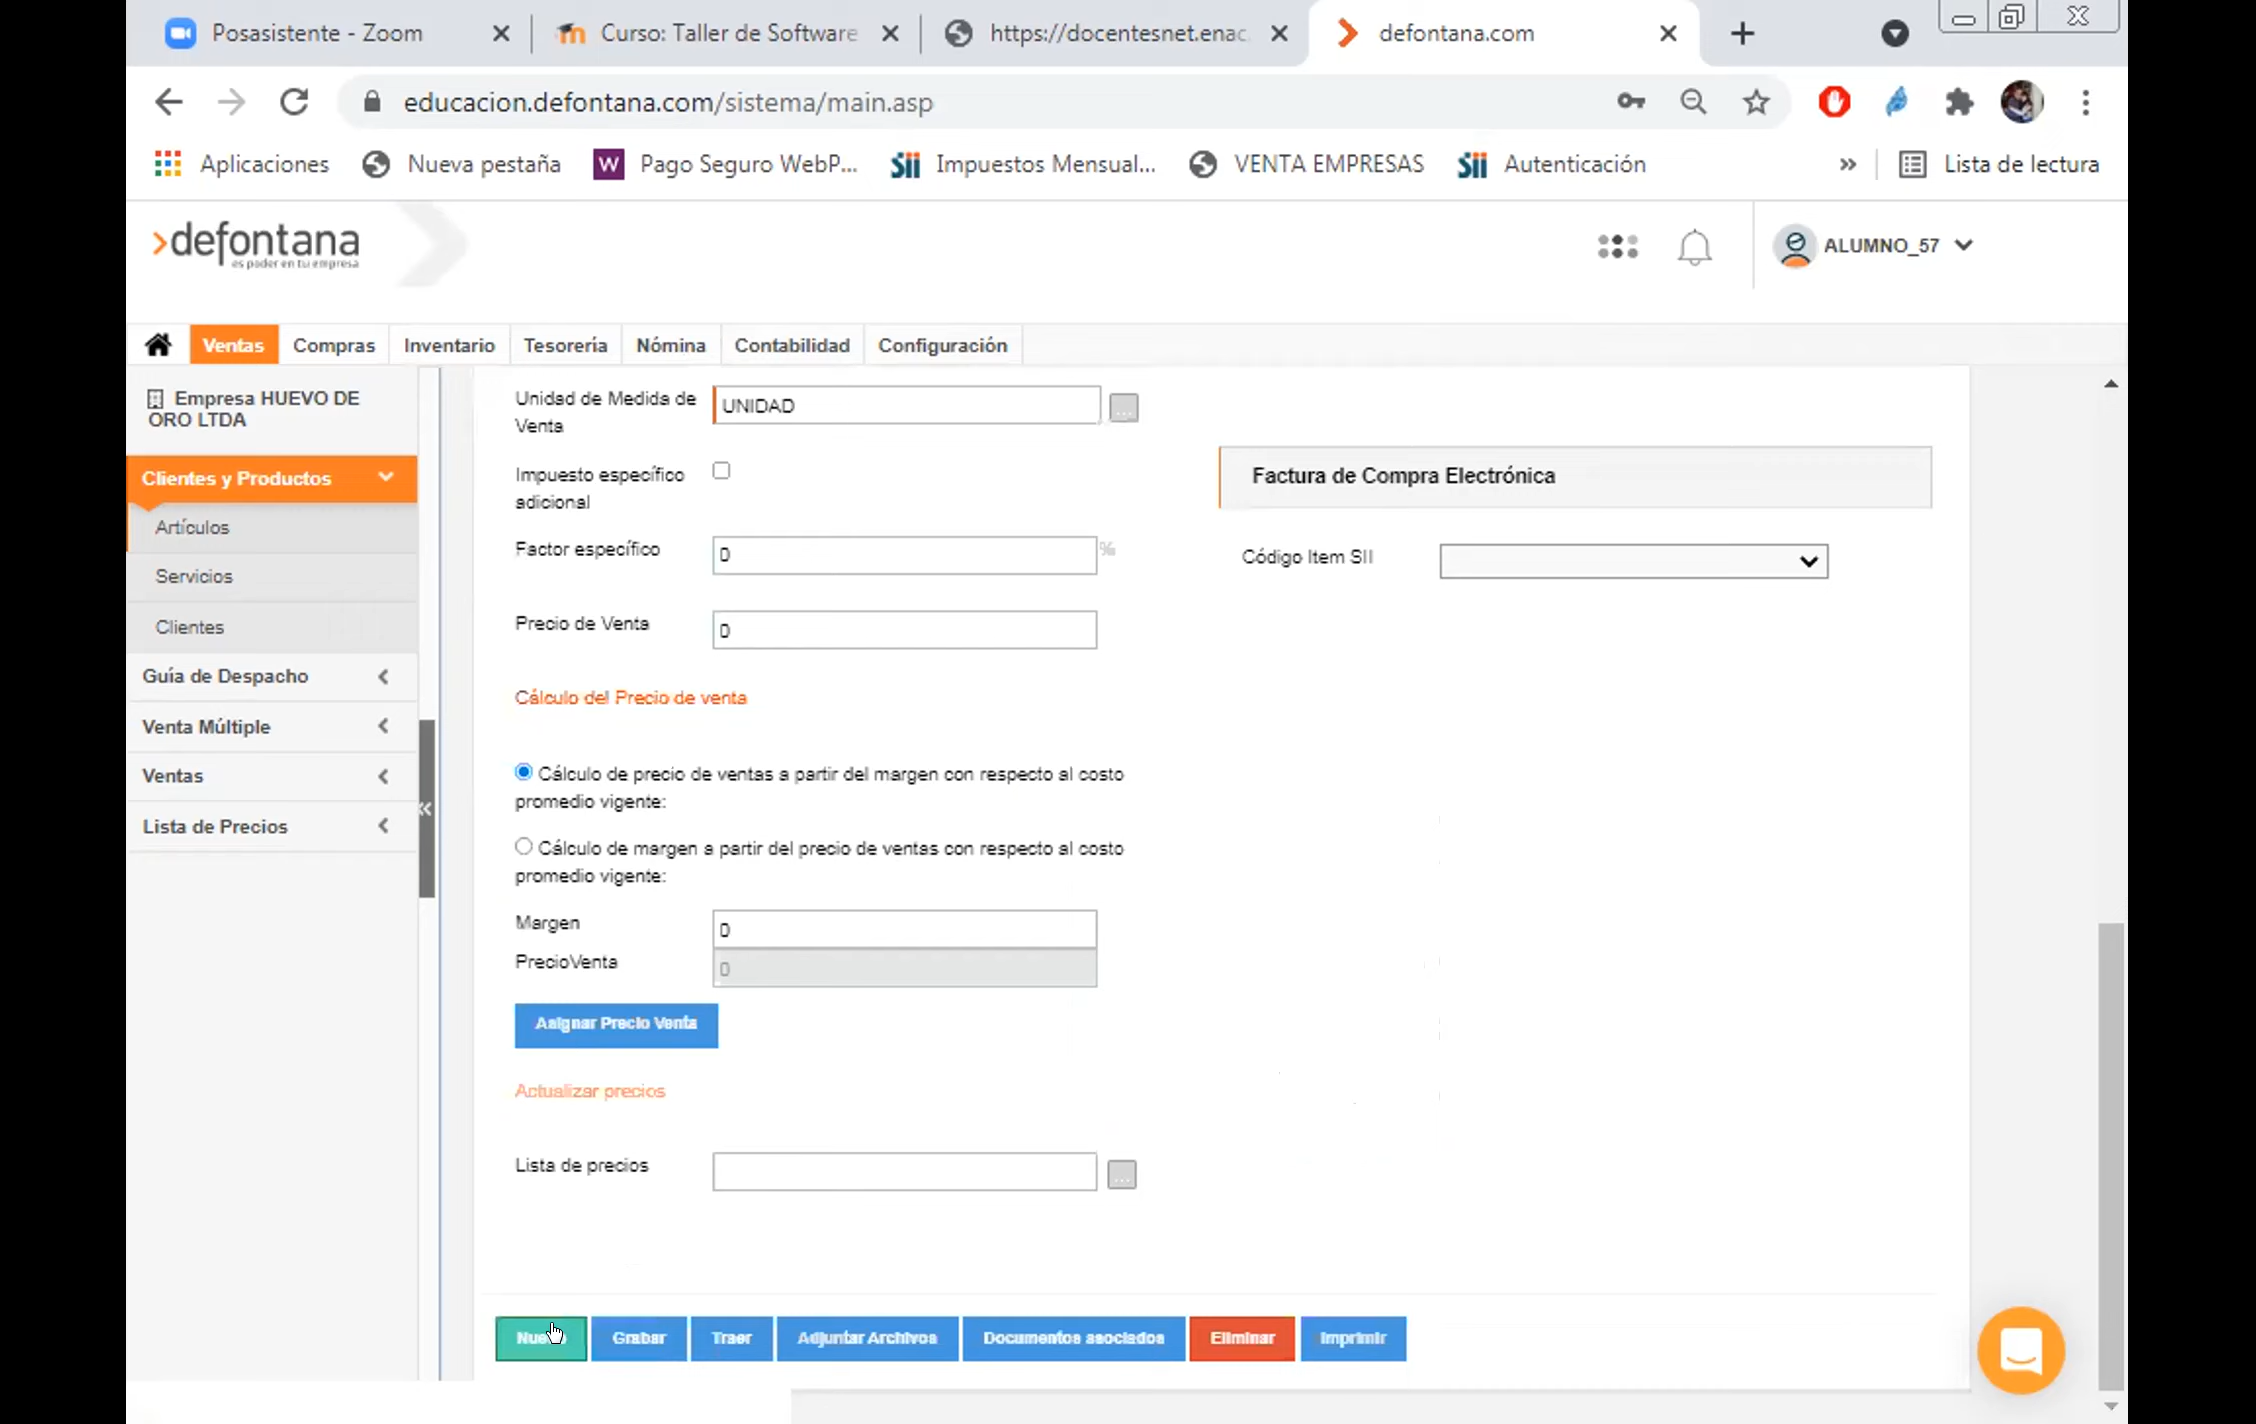 Posasistente - Zoom
Curso: Taller de Software
https://docentesnet.enac
defontana.com
educacion.defontana.com/sistema/main.asp
Aplicaciones
Nueva pestaña
W
Pago Seguro WebP...
Sii
Impuestos Mensual...
VENTA EMPRESAS
Sii
Autenticación
»
Lista de lectura
defontana
es poder en tu empresa
ALUMNO_57
Ventas
Compras
Inventario
Tesorería
Nómina
Contabilidad
Configuración
Empresa HUEVO DE
ORO LTDA
Clientes y Productos
Artículos
Servicios
Clientes
Guía de Despacho
Venta Múltiple
Ventas
Lista de Precios
Unidad de Medida de
Venta
UNIDAD
...
Impuesto específico
adicional
Factor específico
0
%
Precio de Venta
0
Cálculo del Precio de venta
Cálculo de precio de ventas a partir del margen con respecto al costo
promedio vigente:
Cálculo de margen a partir del precio de ventas con respecto al costo
promedio vigente:
Margen
0
PrecioVenta
0
Asignar Precio Venta
Actualizar precios
Lista de precios
...
Factura de Compra Electrónica
Código Item SII
Grabar
Traer
Adjuntar Archivos
Documentos asociados
Eliminar
Imprimir